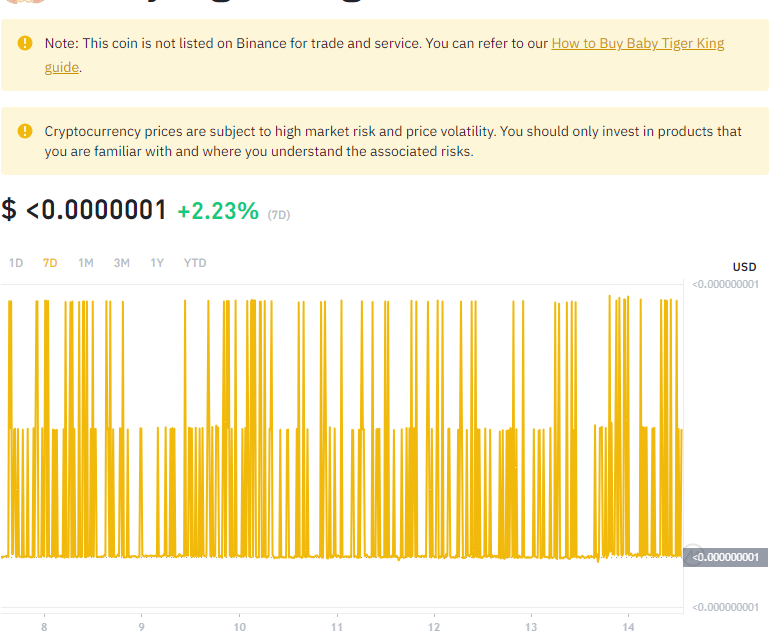 Note: This coin is not listed on Binance for trade and service. You can refer to our How to Buy Baby Tiger King
guide.
Cryptocurrency prices are subject to high market risk and price volatility. You should only invest in products that
you are familiar with and where you understand the associated risks.
$ <0.0000001 +2.23% (7D)
1D 7D 1M 3M 1Y YTD
USD
<0.000000001
<0.000000001
<0.000000001
8 9 10 11 12 13 14